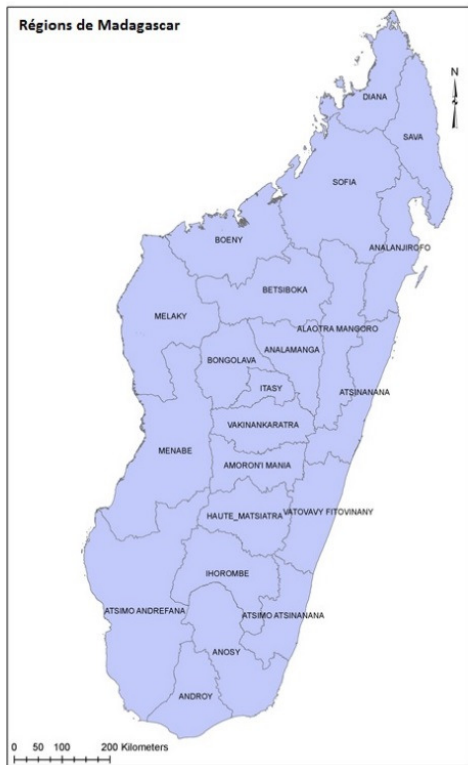 Régions de Madagascar
N
DIANA
SAVA
SOFIA
BOENY
ANALANJIROFO
BETSIBOKA
MELAKY
ALAOTRA MANGORO
ANALAMANGA
BONGOLAVA
ITASY
ATSINANANA
VAKINANKARATRA
MENABE
AMORON'I MANIA
HAUTE_MATSIATRA
VATOVAVY FITOVINANY
IHOROMBE
ATSIMO ANDREFANA
ATSIMO ATSINANANA
ANOSY
ANDROY
0 50 100 200 Kilometers